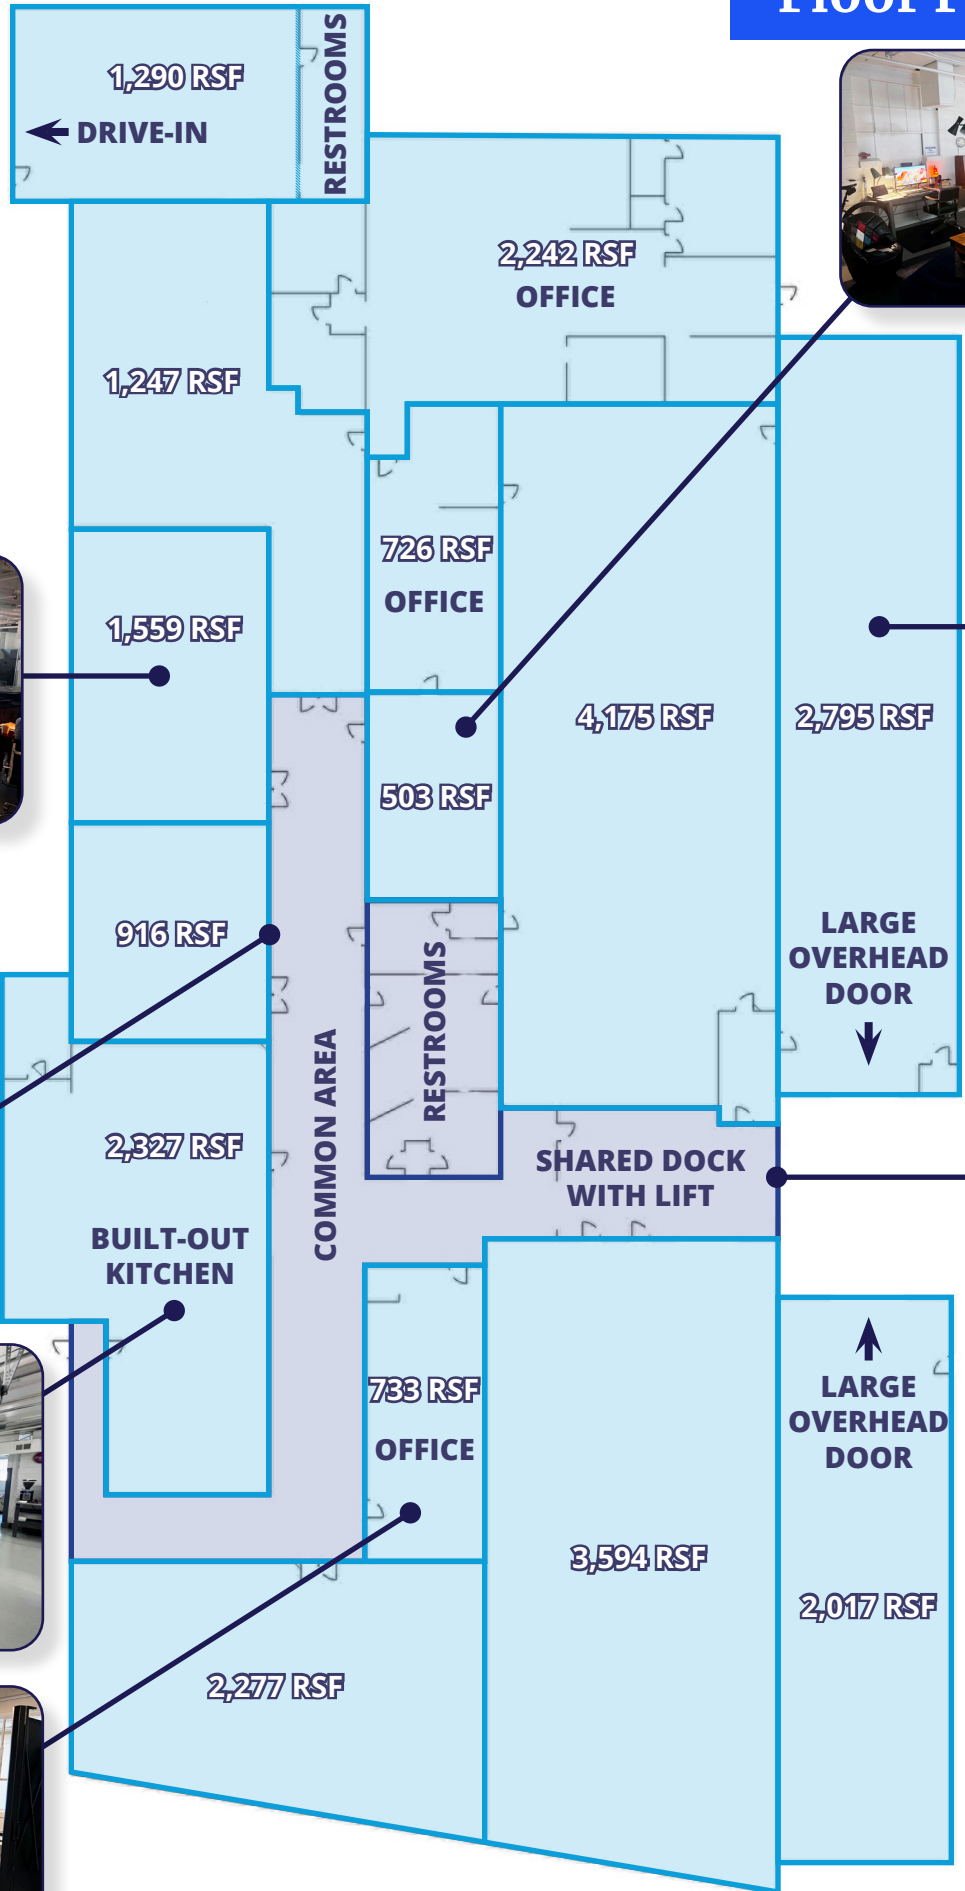 1,290 RSF
DRIVE-IN
RESTROOMS
2,242 RSF
OFFICE
1,247 RSF
726 RSF
OFFICE
1,559 RSF
4,175 RSF
2,795 RSF
503 RSF
916 RSF
LARGE
OVERHEAD
DOOR
RESTROOMS
COMMON AREA
2,327 RSF
BUILT-OUT
KITCHEN
SHARED DOCK
WITH LIFT
733 RSF
OFFICE
LARGE
OVERHEAD
DOOR
3,594 RSF
2,017 RSF
2,277 RSF